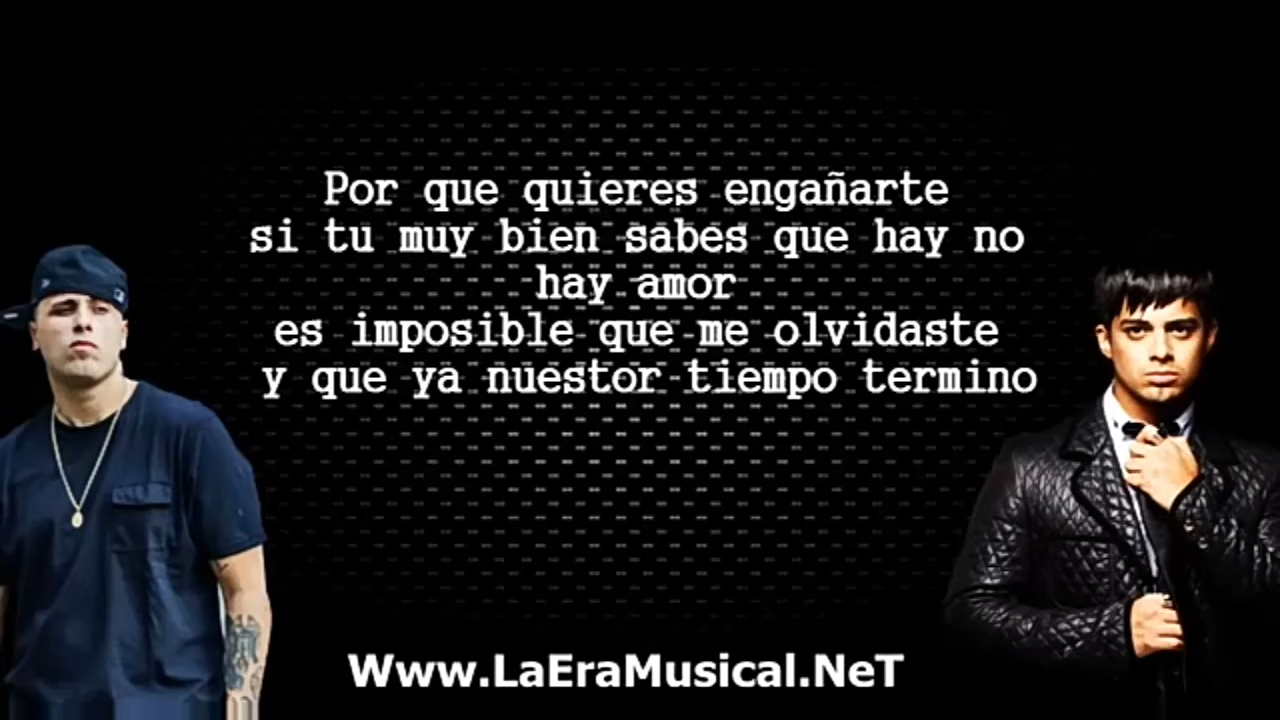 Por que quieres engañarte
si tu muy bien sabes que hay no
hay amor
es imposible que me olvidaste
y que ya nuestor tiempo termino
Www.LaEraMusical.NeT